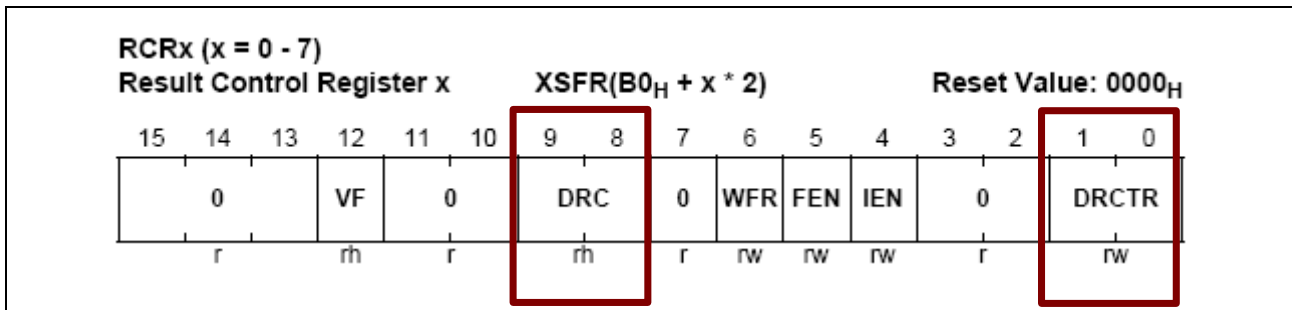 RCRx (x = 0 - 7)
Result Control Register x XSFR(B0H + x * 2) Reset Value: 0000H
15 14 13 12 11 10 9 8 7 6 5 4 3 2 1 0
0 VF 0 DRC 0 WFR FEN IEN 0 DRCTR
r rh r rh r rw rw rw r rw